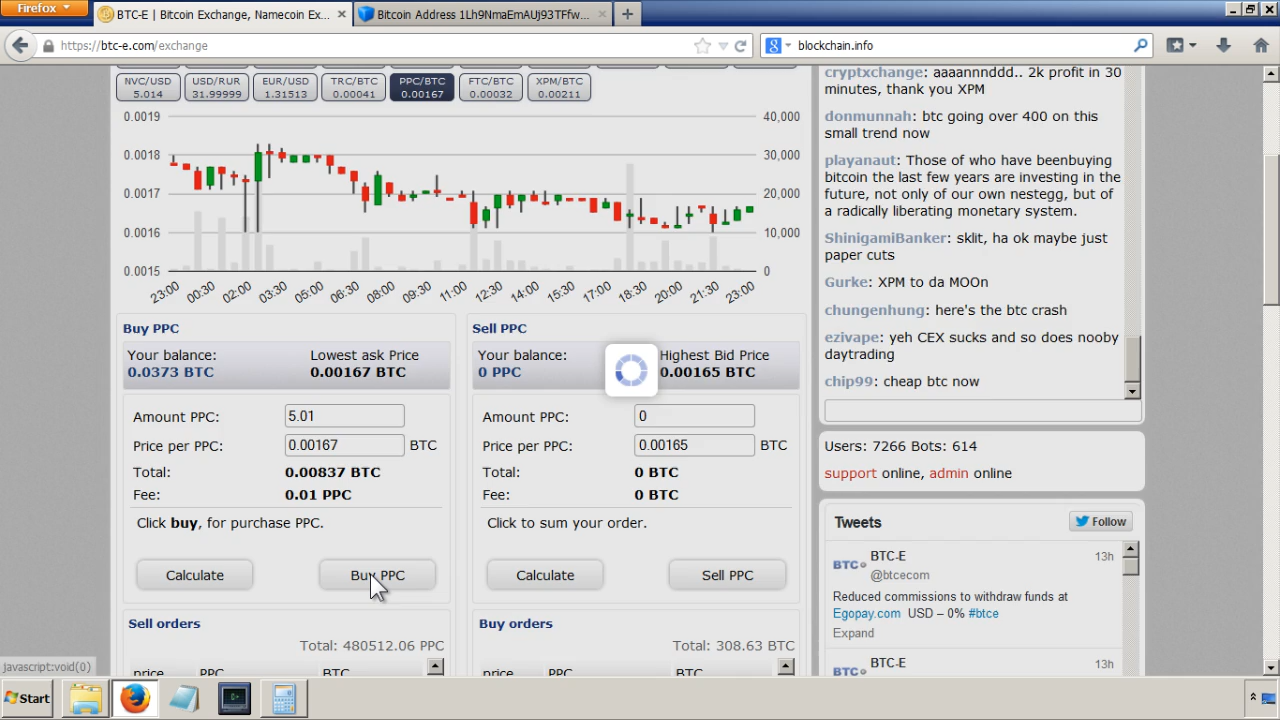 Firefox
BTC-E | Bitcoin Exchange, Namecoin Ex...
Bitcoin Address 1Lh9NmaEmAUj93TFfw...
https://btc-e.com/exchange
blockchain.info
NVC/USD
5.014
USD/RUR
31.99999
EUR/USD
1.31513
TRC/BTC
0.00041
PPC/BTC
0.00167
FTC/BTC
0.00032
XPM/BTC
0.00211
0.0019
0.0018
0.0017
0.0016
0.0015
40,000
30,000
20,000
10,000
0
23:00
00:30
02:00
03:30
05:00
06:30
08:00
09:30
11:00
12:30
14:00
15:30
17:00
18:30
20:00
21:30
23:00
Buy PPC
Your balance:
0.0373 BTC
Lowest ask Price
0.00167 BTC
Amount PPC:
5.01
Price per PPC:
0.00167
BTC
Total:
0.00837 BTC
Fee:
0.01 PPC
Click buy, for purchase PPC.
Calculate
Buy PPC
Sell orders
Total: 480512.06 PPC
price
PPC
BTC
Sell PPC
Your balance:
0 PPC
Highest Bid Price
0.00165 BTC
Amount PPC:
0
Price per PPC:
0.00165
BTC
Total:
0 BTC
Fee:
0 BTC
Click to sum your order.
Calculate
Sell PPC
Buy orders
Total: 308.63 BTC
price
PPC
BTC
cryptxchange: aaaannnddd.. 2k profit in 30
minutes, thank you XPM
donmunnah: btc going over 400 on this
small trend now
playanaut: Those of who have beenbuying
bitcoin the last few years are investing in the
future, not only of our own nestegg, but of
a radically liberating monetary system.
ShinigamiBanker: sklit, ha ok maybe just
paper cuts
Gurke: XPM to da MOOn
chungenhung: here's the btc crash
ezivape: yeh CEX sucks and so does nooby
daytrading
chip99: cheap btc now
Users: 7266 Bots: 614
support online, admin online
Tweets
Follow
BTC-E
13h
@btcecom
Reduced commissions to withdraw funds at
Egopay.com USD – 0% #btce
Expand
BTC-E
13h
javascript:void(0)
Start